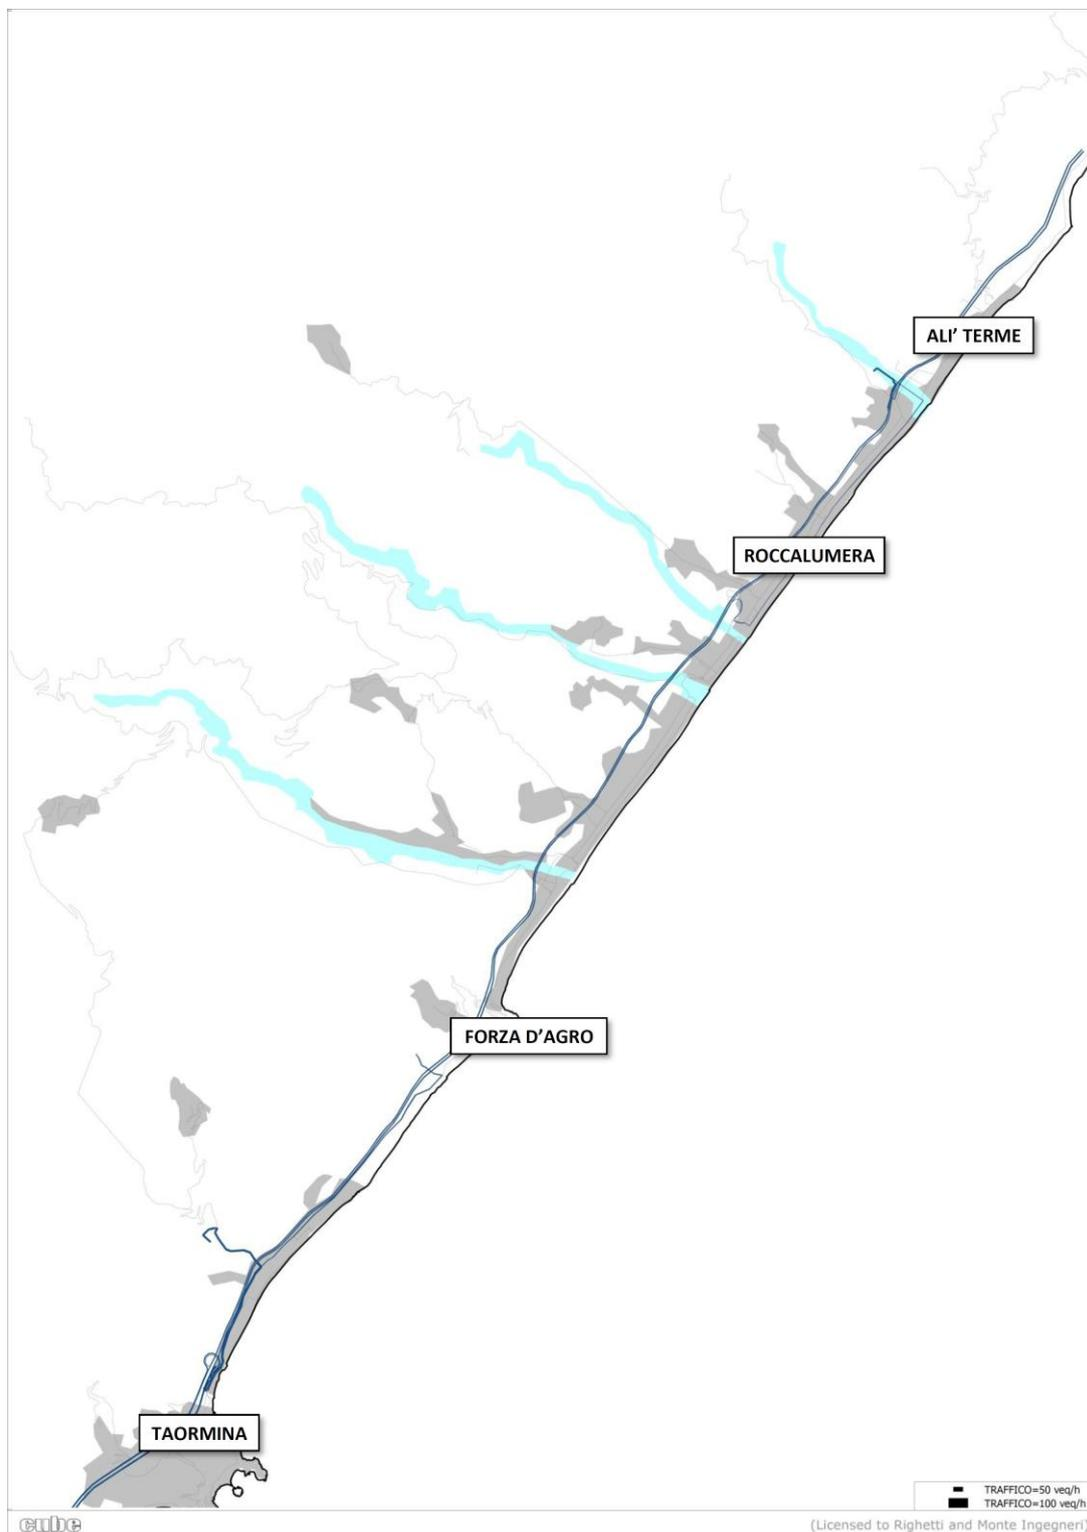 ALI' TERME
ROCCALUMERA
FORZA D'AGRO
TAORMINA
TRAFFICO=50 veq/h
TRAFFICO=100 veq/h
cube
(Licensed to Righetti and Monte Ingegneri)